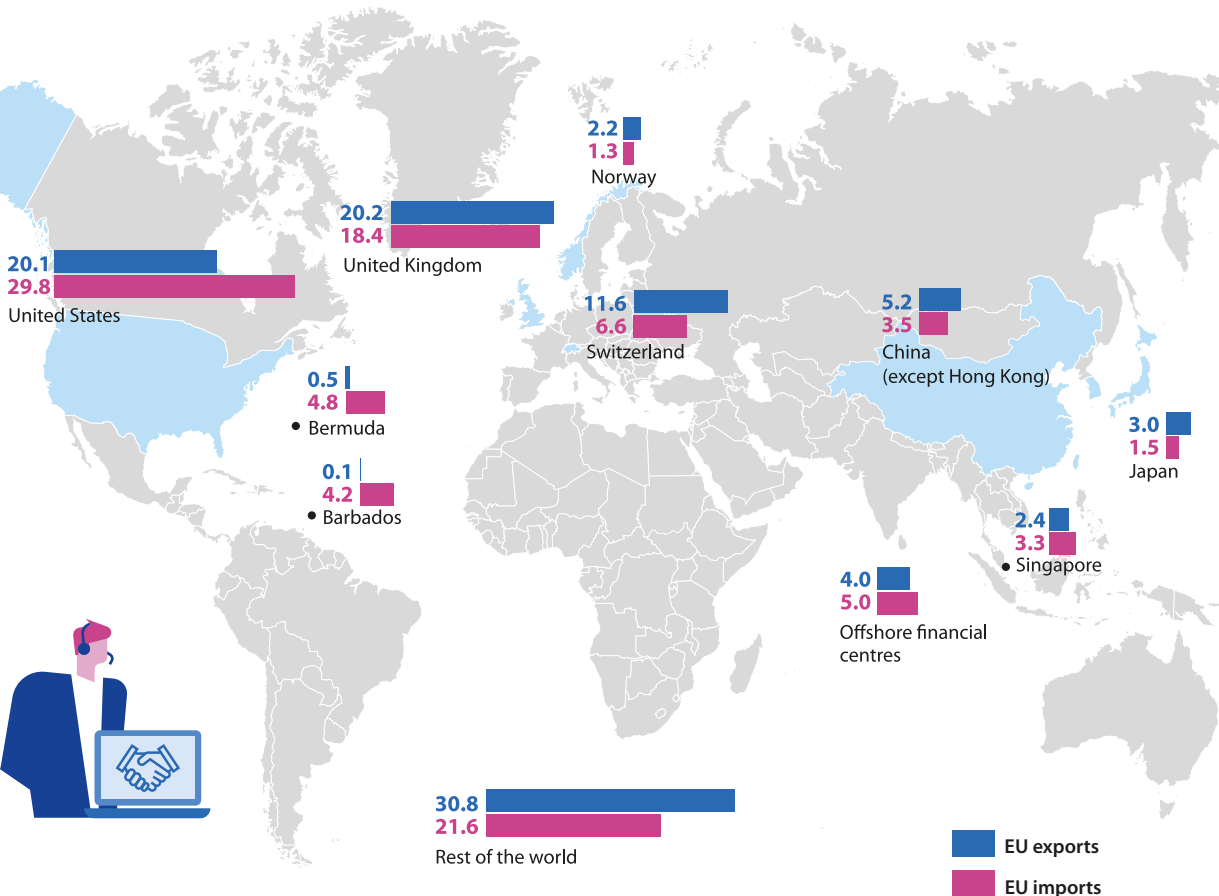 2.2
1.3
Norway
20.2
18.4
United Kingdom
20.1
29.8
United States
11.6
6.6
Switzerland
5.2
3.5
China
(except Hong Kong)
0.5
4.8
Bermuda
3.0
1.5
Japan
0.1
4.2
Barbados
2.4
3.3
Singapore
4.0
5.0
Offshore financial
centres
30.8
21.6
Rest of the world
EU exports
EU imports